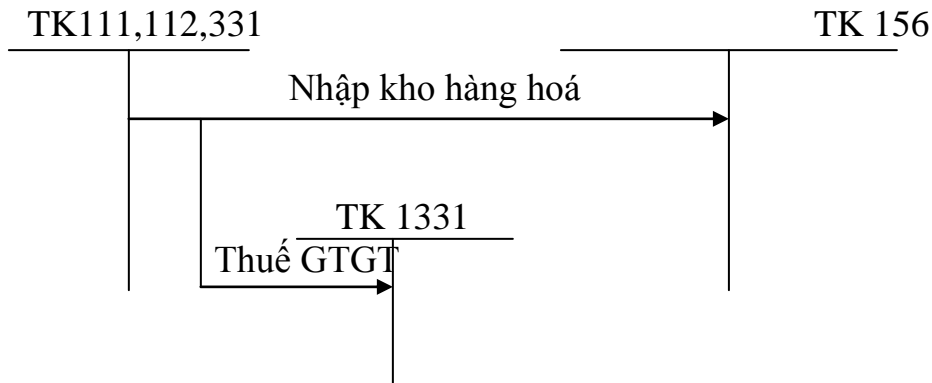 TK111,112,331
TK 156
Nhập kho hàng hoá
TK 1331
Thuế GTGT